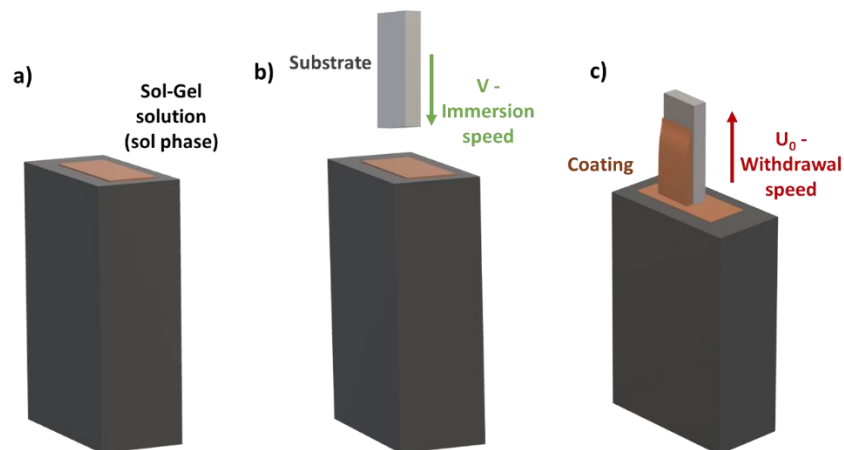 a)
Sol-Gel
solution
(sol phase)
b)
Substrate
V -
Immersion
speed
c)
Coating
U₀ -
Withdrawal
speed